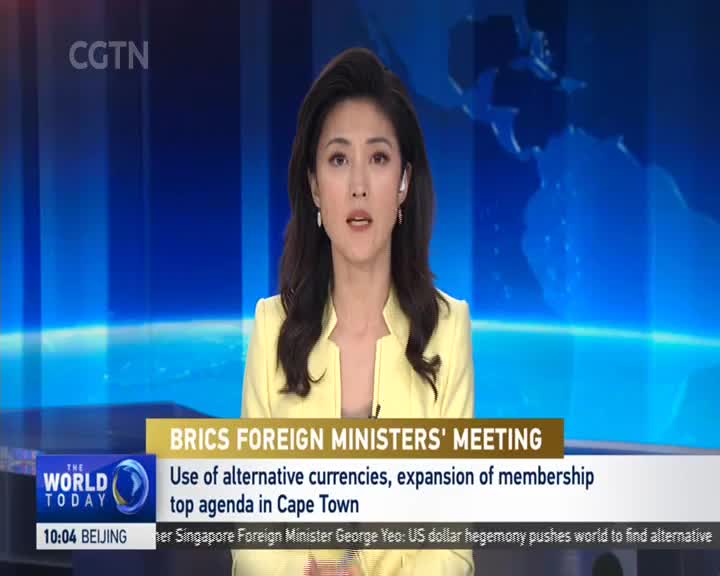 CGTN
BRICS FOREIGN MINISTERS' MEETING
Use of alternative currencies, expansion of membership
top agenda in Cape Town
THE
WORLD
TODAY
10:04 BEIJING
Singapore Foreign Minister George Yeo: US dollar hegemony pushes world to find alternative